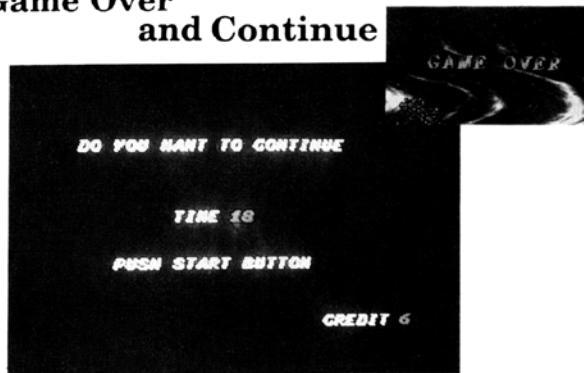 Game Over
and Continue
GAME OVER
DO YOU WANT TO CONTINUE
TIME 18
PUSH START BUTTON
CREDIT 6